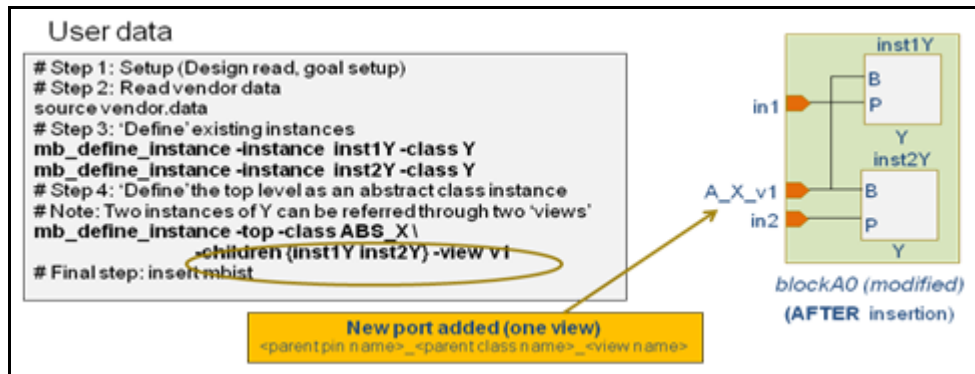 User data
# Step 1: Setup (Design read, goal setup)
# Step 2: Read vendor data
source vendor.data
# Step 3: 'Define' existing instances
mb_define_instance -instance inst1Y -class Y
mb_define_instance -instance inst2Y -class Y
# Step 4: 'Define' the top level as an abstract class instance
# Note: Two instances of Y can be referred through two 'views'
mb_define_instance -top -class ABS_X \
-children {inst1Y inst2Y} -view v1
# Final step: insert mbist
New port added (one view)
<parent pin name>_<parent class name>_<view name>
inst1Y
B
in1
P
Y
inst2Y
A_X_v1
B
in2
P
Y
blockA0 (modified)
(AFTER insertion)